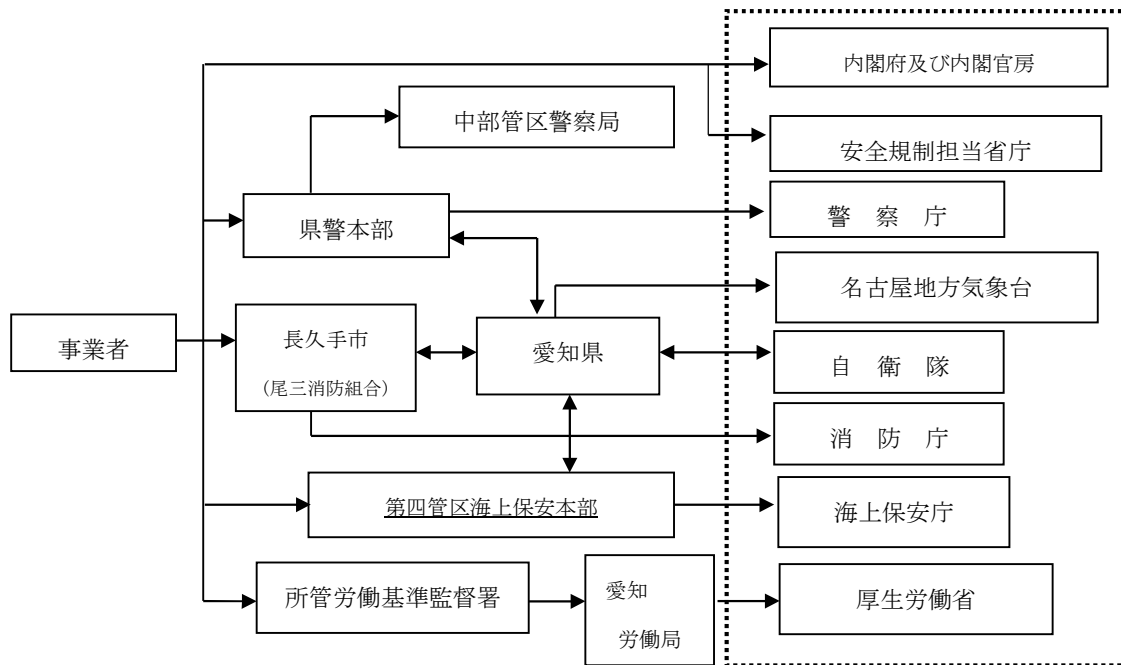 内閣府及び内閣官房
中部管区警察局
安全規制担当省庁
県警本部
警　察　庁
名古屋地方気象台
事業者
長久手市
(尾三消防組合)
愛知県
自　衛　隊
消　防　庁
第四管区海上保安本部
海上保安庁
所管労働基準監督署
愛知
労働局
厚生労働省